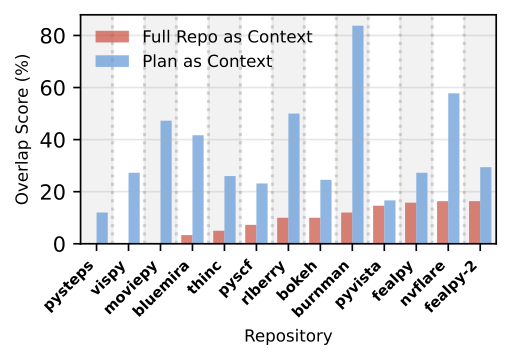 Full Repo as Context
Plan as Context
Overlap Score (%)
80
60
40
20
0
pysteps
vispy
moviepy
bluemira
thinc
pyscf
rlberry
bokeh
burnman
pyvista
fealpy
nvflare
fealpy-2
Repository